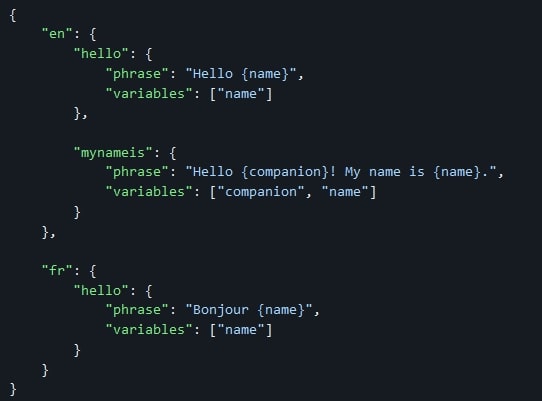 {
    "en": {
        "hello": {
            "phrase": "Hello {name}",
            "variables": ["name"]
        },

        "mynameis": {
            "phrase": "Hello {companion}! My name is {name}.",
            "variables": ["companion", "name"]
        }
    },

    "fr": {
        "hello": {
            "phrase": "Bonjour {name}",
            "variables": ["name"]
        }
    }
}